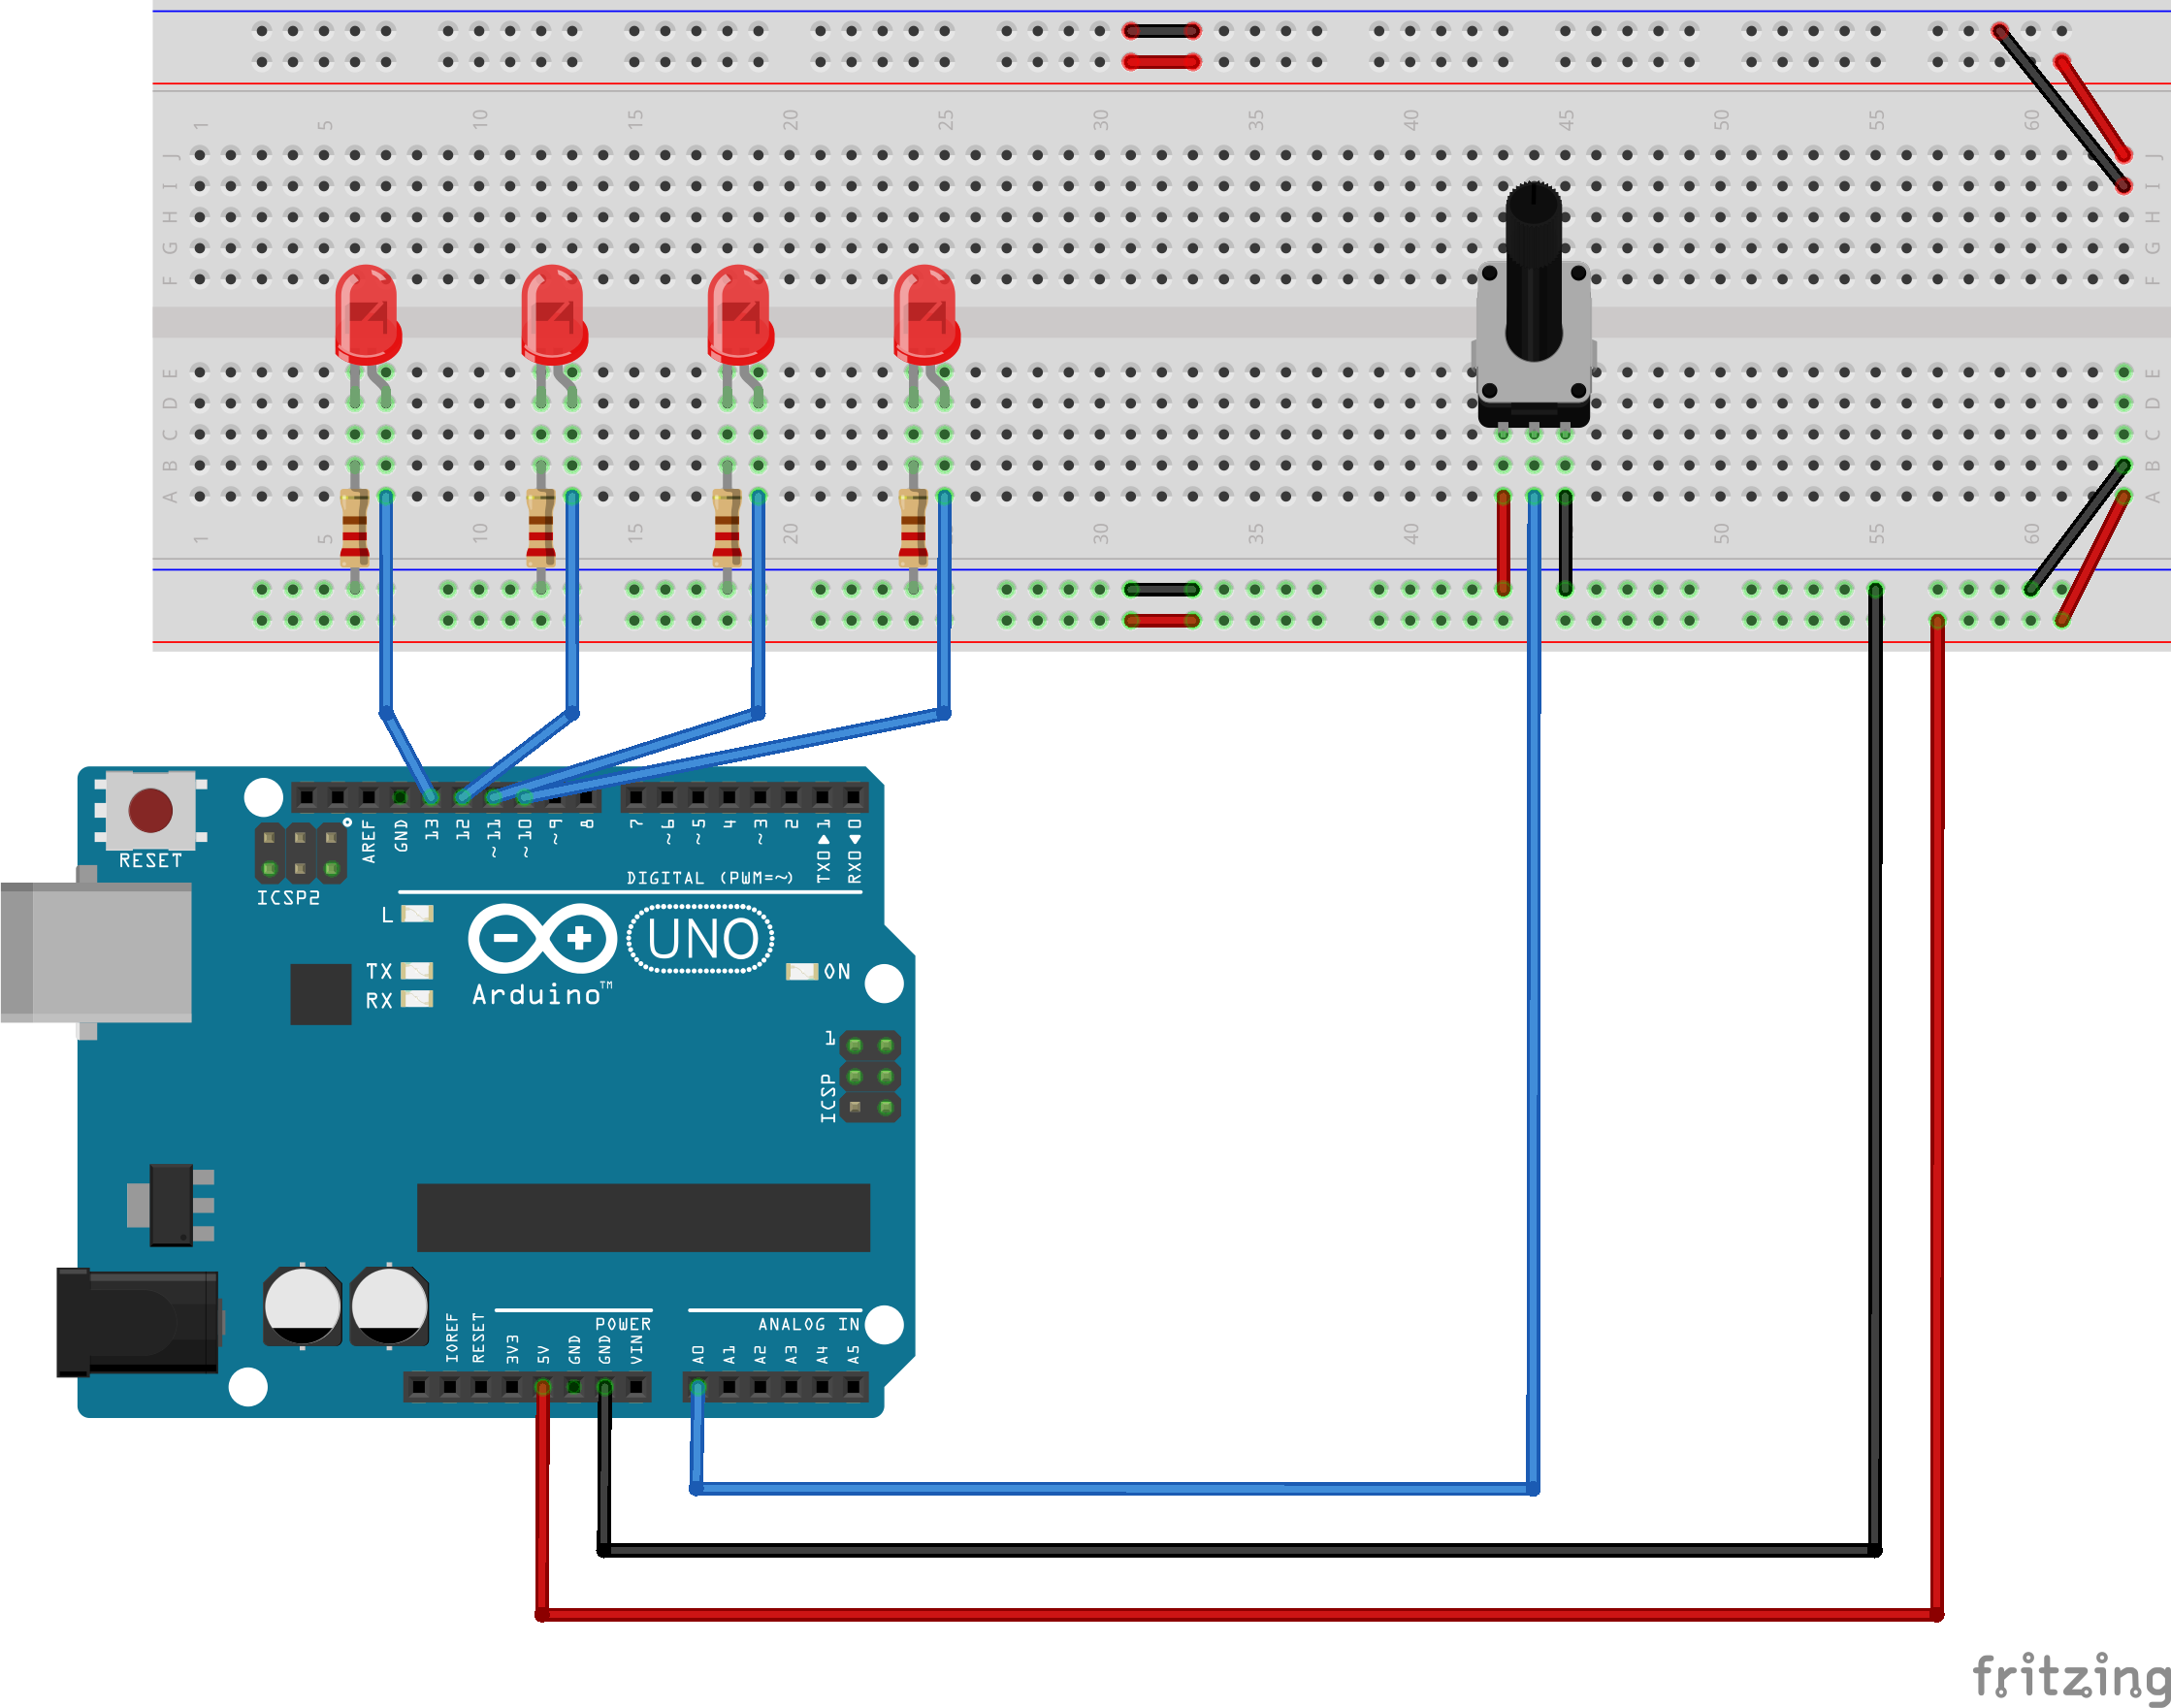 1 5 10 15 20 25 30 35 40 45 50 55 60
J J
I I
H H
G G
F F
E E
D D
C C
B B
A A
1 5 10 15 20 30 35 40 45 50 55 60
RESET
ICSP2
AREF
GND
13
12
~11
~10
~9
8
7
~6
~5
4
~3
2
TX0▶1
RX0◀0
DIGITAL (PWM=~)
L
TX
RX
UNO
ON
Arduino™
1
ICSP
POWER
ANALOG IN
IOREF
RESET
3V3
5V
GND
GND
VIN
A0
A1
A2
A3
A4
A5
fritzing